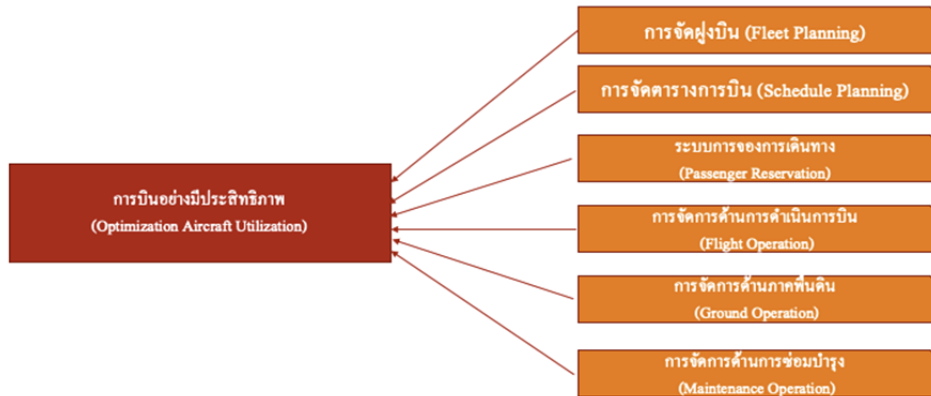 การจัดฝูงบิน (Fleet Planning)
การจัดตารางการบิน (Schedule Planning)
ระบบการจองการเดินทาง
(Passenger Reservation)
การบินอย่างมีประสิทธิภาพ
(Optimization Aircraft Utilization)
การจัดการด้านการดำเนินการบิน
(Flight Operation)
การจัดการด้านภาคพื้นดิน
(Ground Operation)
การจัดการด้านการซ่อมบำรุง
(Maintenance Operation)